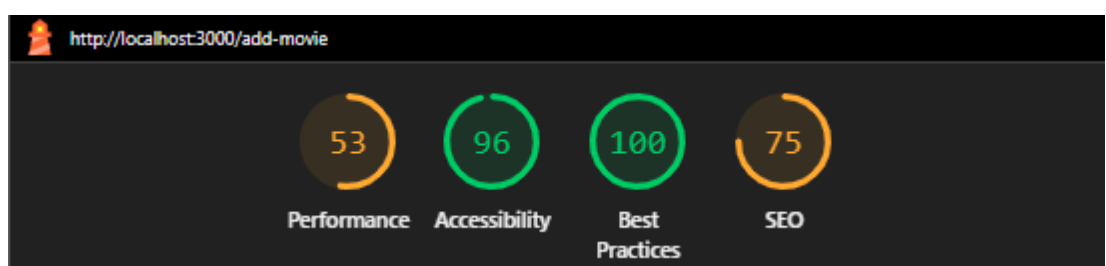 http://localhost:3000/add-movie
53 96 100 75
Performance Accessibility Best SEO
Practices